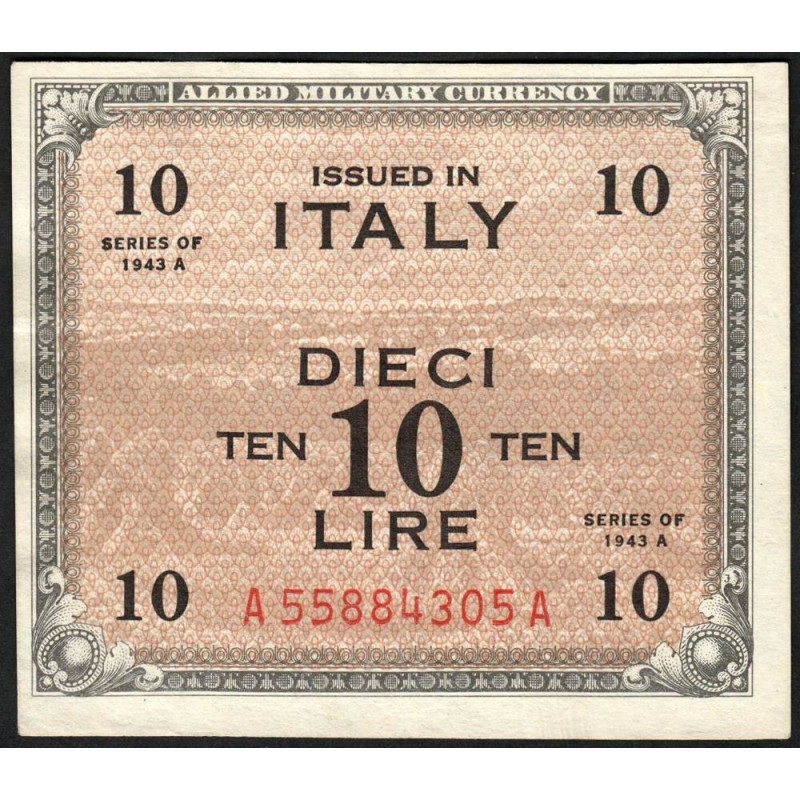 ALLIED MILITARY CURRENCY
10 ISSUED IN 10
ITALY
SERIES OF
1943 A
DIECI
TEN 10 TEN
LIRE
SERIES OF
1943 A
10 A55884305A 10